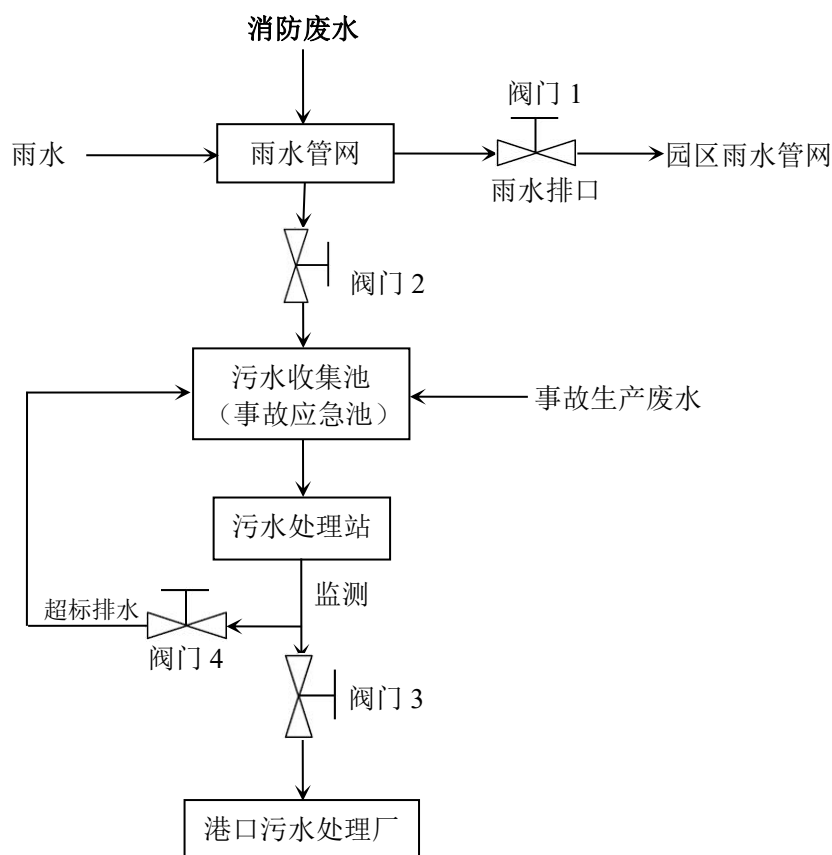 消防废水
阀门 1
雨水
雨水管网
园区雨水管网
雨水排口
阀门 2
污水收集池
（事故应急池）
事故生产废水
污水处理站
监测
超标排水
阀门 4
阀门 3
港口污水处理厂